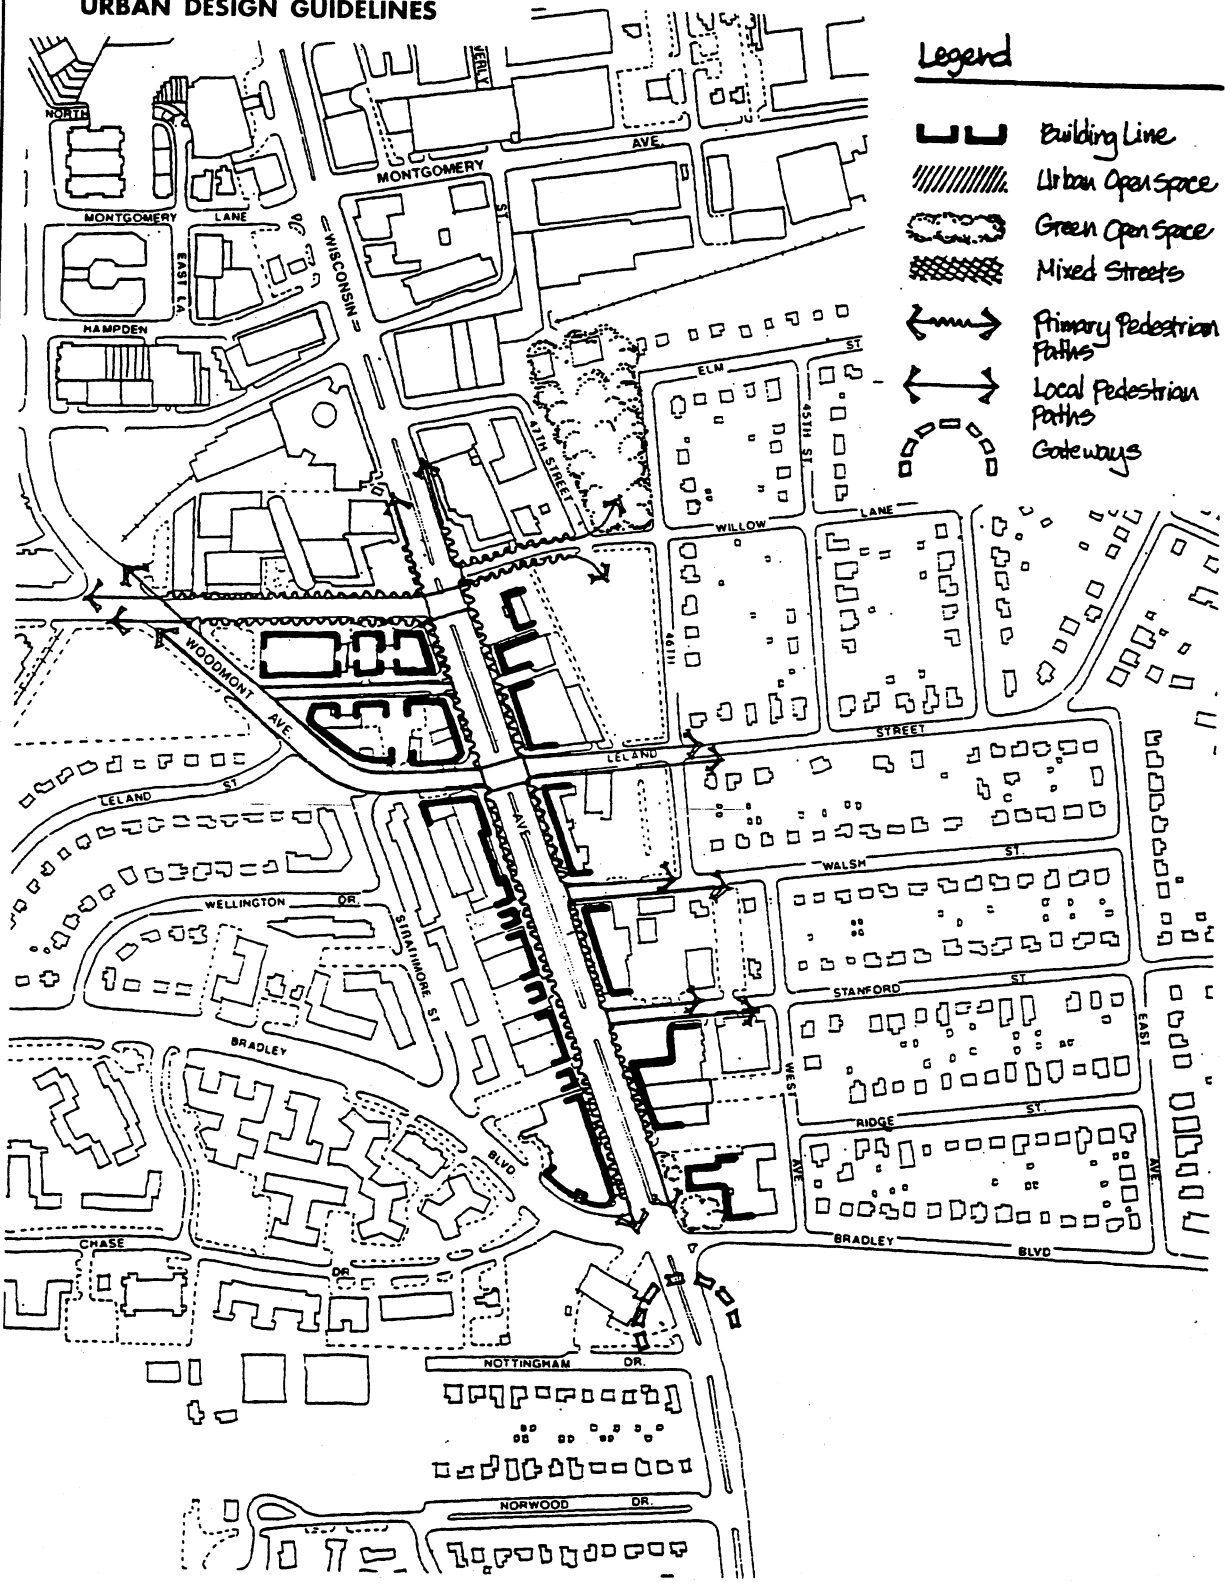 URBAN DESIGN GUIDELINES
Legend
Building Line
Urban Open Space
Green Open Space
Mixed Streets
Primary Pedestrian
Paths
Local Pedestrian
Paths
Gateways
NORTH
MONTGOMERY AVE.
MONTGOMERY LANE
ST.
EAST LA
WISCONSIN
HAMPDEN
ELM ST
45TH ST.
47TH STREET
WILLOW LANE
46TH
WOODMONT AVE.
LELAND STREET
LELAND ST
AVE.
WALSH ST.
WELLINGTON DR.
STRATHMORE ST
STANFORD ST.
EAST
BRADLEY
WEST
RIDGE ST.
BLVD
AVE
AVE
CHASE
DR
BRADLEY BLVD
NOTTINGHAM DR.
NORWOOD DR.